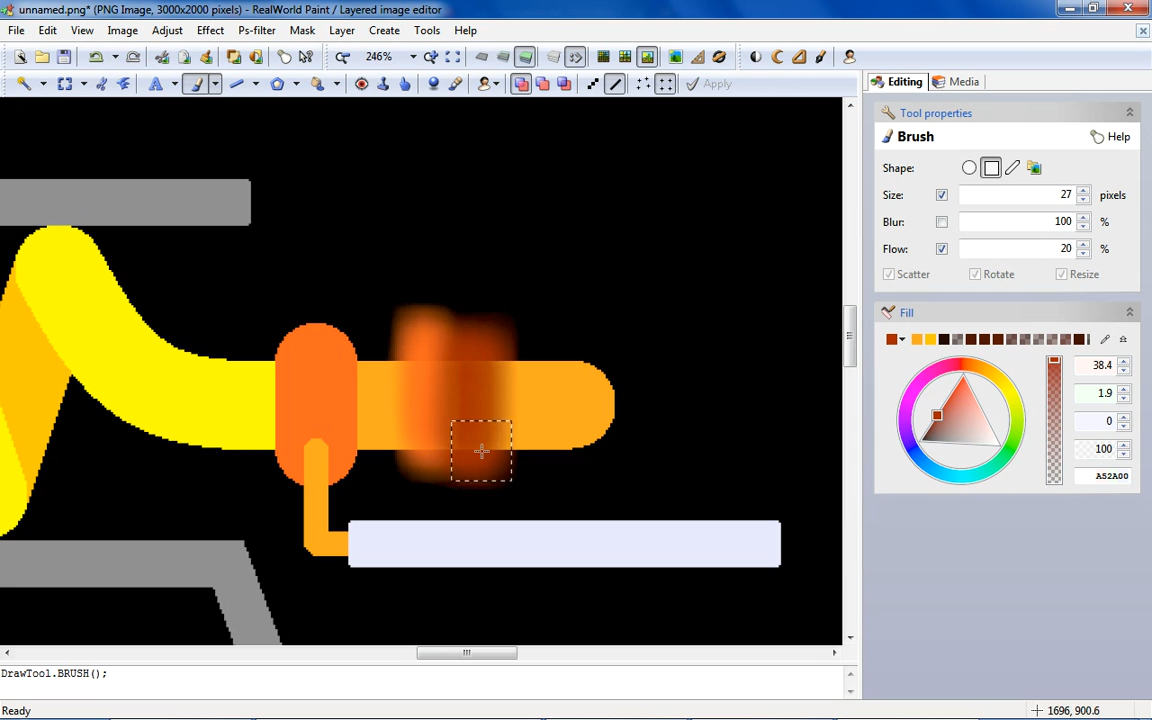 unnamed.png* (PNG Image, 3000x2000 pixels) - RealWorld Paint / Layered image editor
File Edit View Image Adjust Effect Ps-filter Mask Layer Create Tools Help
246%
Apply
Editing Media
Tool properties
Brush Help
Shape:
Size: 27 pixels
Blur: 100 %
Flow: 20 %
Scatter Rotate Resize
Fill
38.4
1.9
0
100
A52A00
DrawTool.BRUSH();
Ready 1696, 900.6